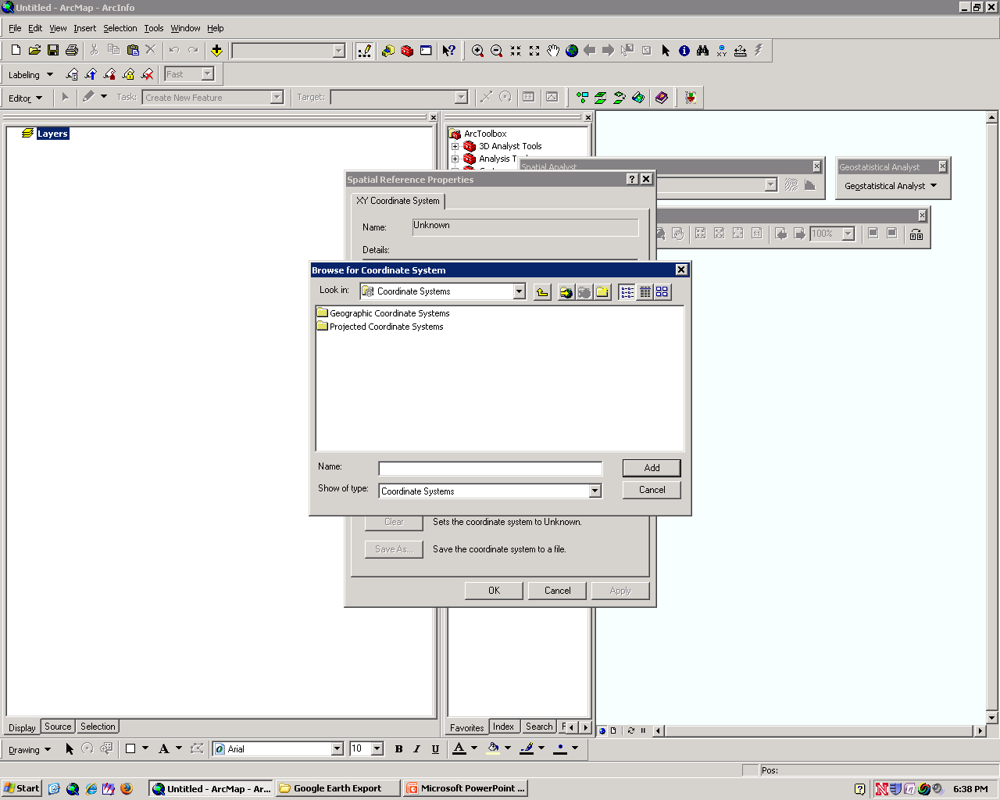 Untitled - ArcMap - ArcInfo
File Edit View Insert Selection Tools Window Help
Labeling Fast
Editor Task: Create New Feature Target:
Layers
ArcToolbox
3D Analyst Tools
Analysis
Spatial Analyst
Geostatistical Analyst
Geostatistical Analyst
100%
Spatial Reference Properties
XY Coordinate System
Name: Unknown
Details:
Browse for Coordinate System
Look in: Coordinate Systems
Geographic Coordinate Systems
Projected Coordinate Systems
Name: Add
Show of type: Coordinate Systems Cancel
Clear Sets the coordinate system to Unknown.
Save As... Save the coordinate system to a file.
OK Cancel Apply
Display Source Selection
Favorites Index Search
Drawing Arial 10 B I U A
Pos:
Start Untitled - ArcMap - Ar... Google Earth Export Microsoft PowerPoint ... 6:38 PM